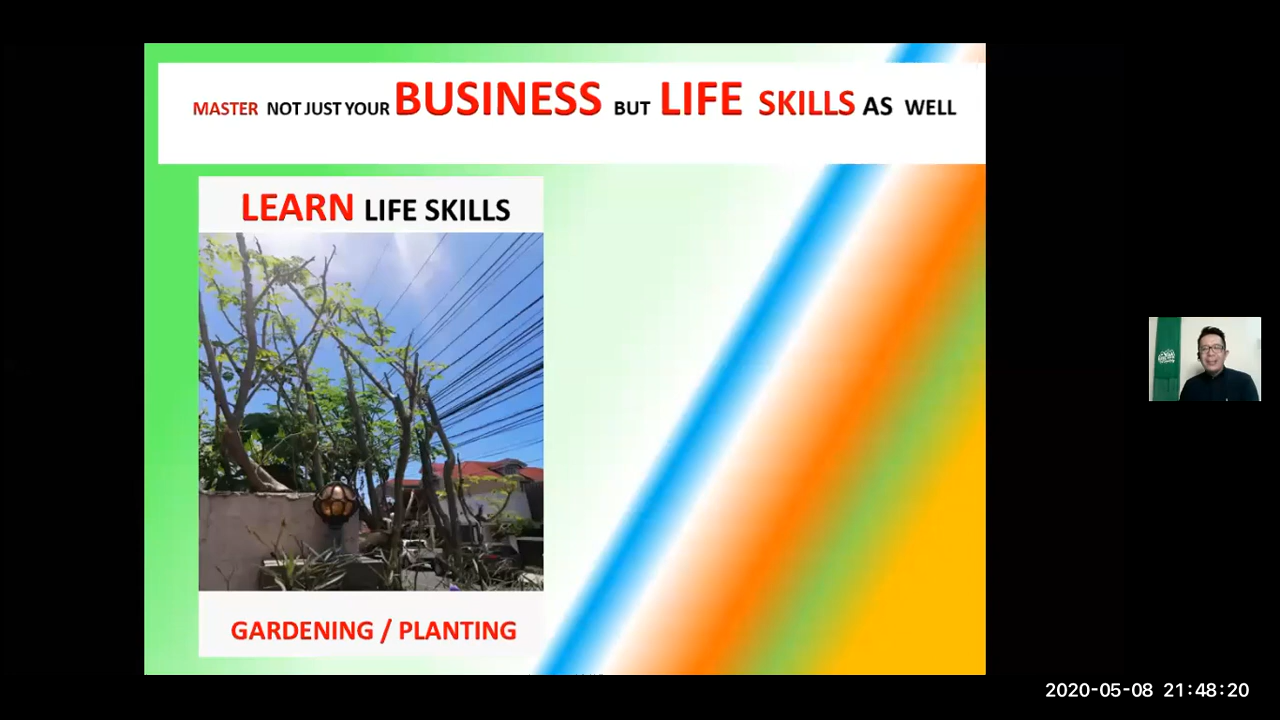 MASTER NOT JUST YOUR BUSINESS BUT LIFE SKILLS AS WELL
LEARN LIFE SKILLS
GARDENING / PLANTING
2020-05-08 21:48:20